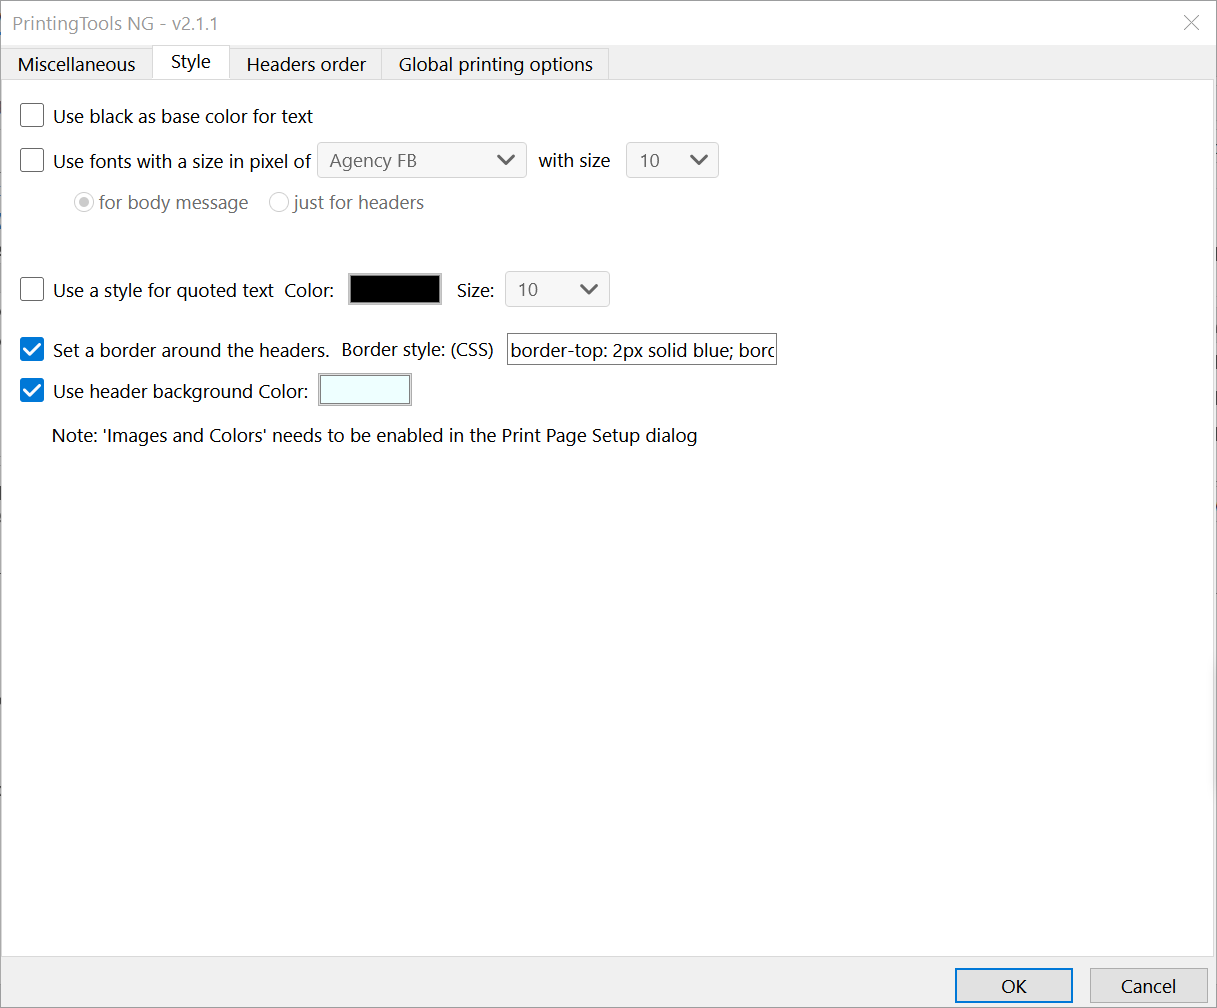 PrintingTools NG - v2.1.1
Miscellaneous Style Headers order Global printing options
Use black as base color for text
Use fonts with a size in pixel of Agency FB with size 10
for body message just for headers
Use a style for quoted text Color: Size: 10
Set a border around the headers. Border style: (CSS) border-top: 2px solid blue;
Use header background Color:
Note: 'Images and Colors' needs to be enabled in the Print Page Setup dialog
OK Cancel